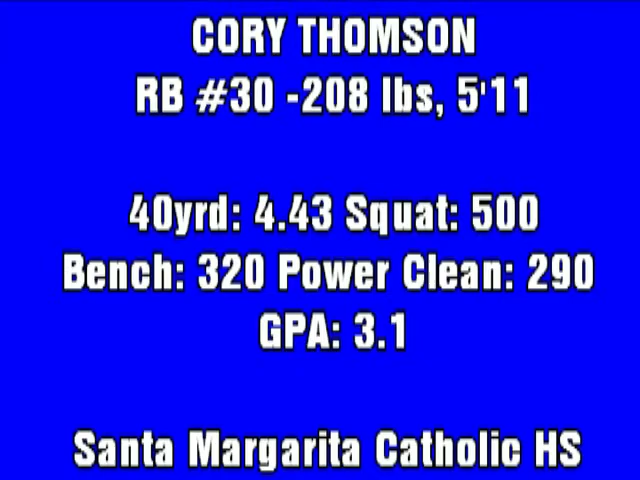 CORY THOMSON
RB #30 -208 lbs, 5'11
40yrd: 4.43 Squat: 500
Bench: 320 Power Clean: 290
GPA: 3.1
Santa Margarita Catholic HS